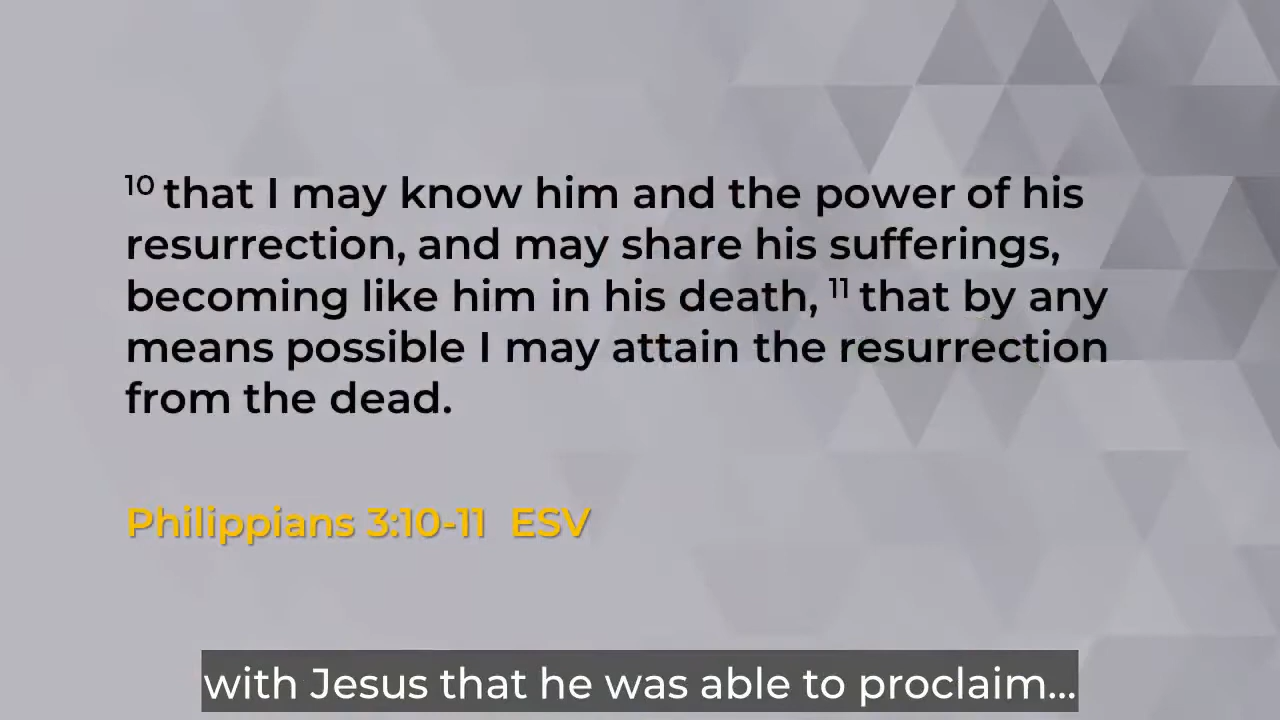 10 that I may know him and the power of his
resurrection, and may share his sufferings,
becoming like him in his death, 11 that by any
means possible I may attain the resurrection
from the dead.
Philippians 3:10-11 ESV
with Jesus that he was able to proclaim...